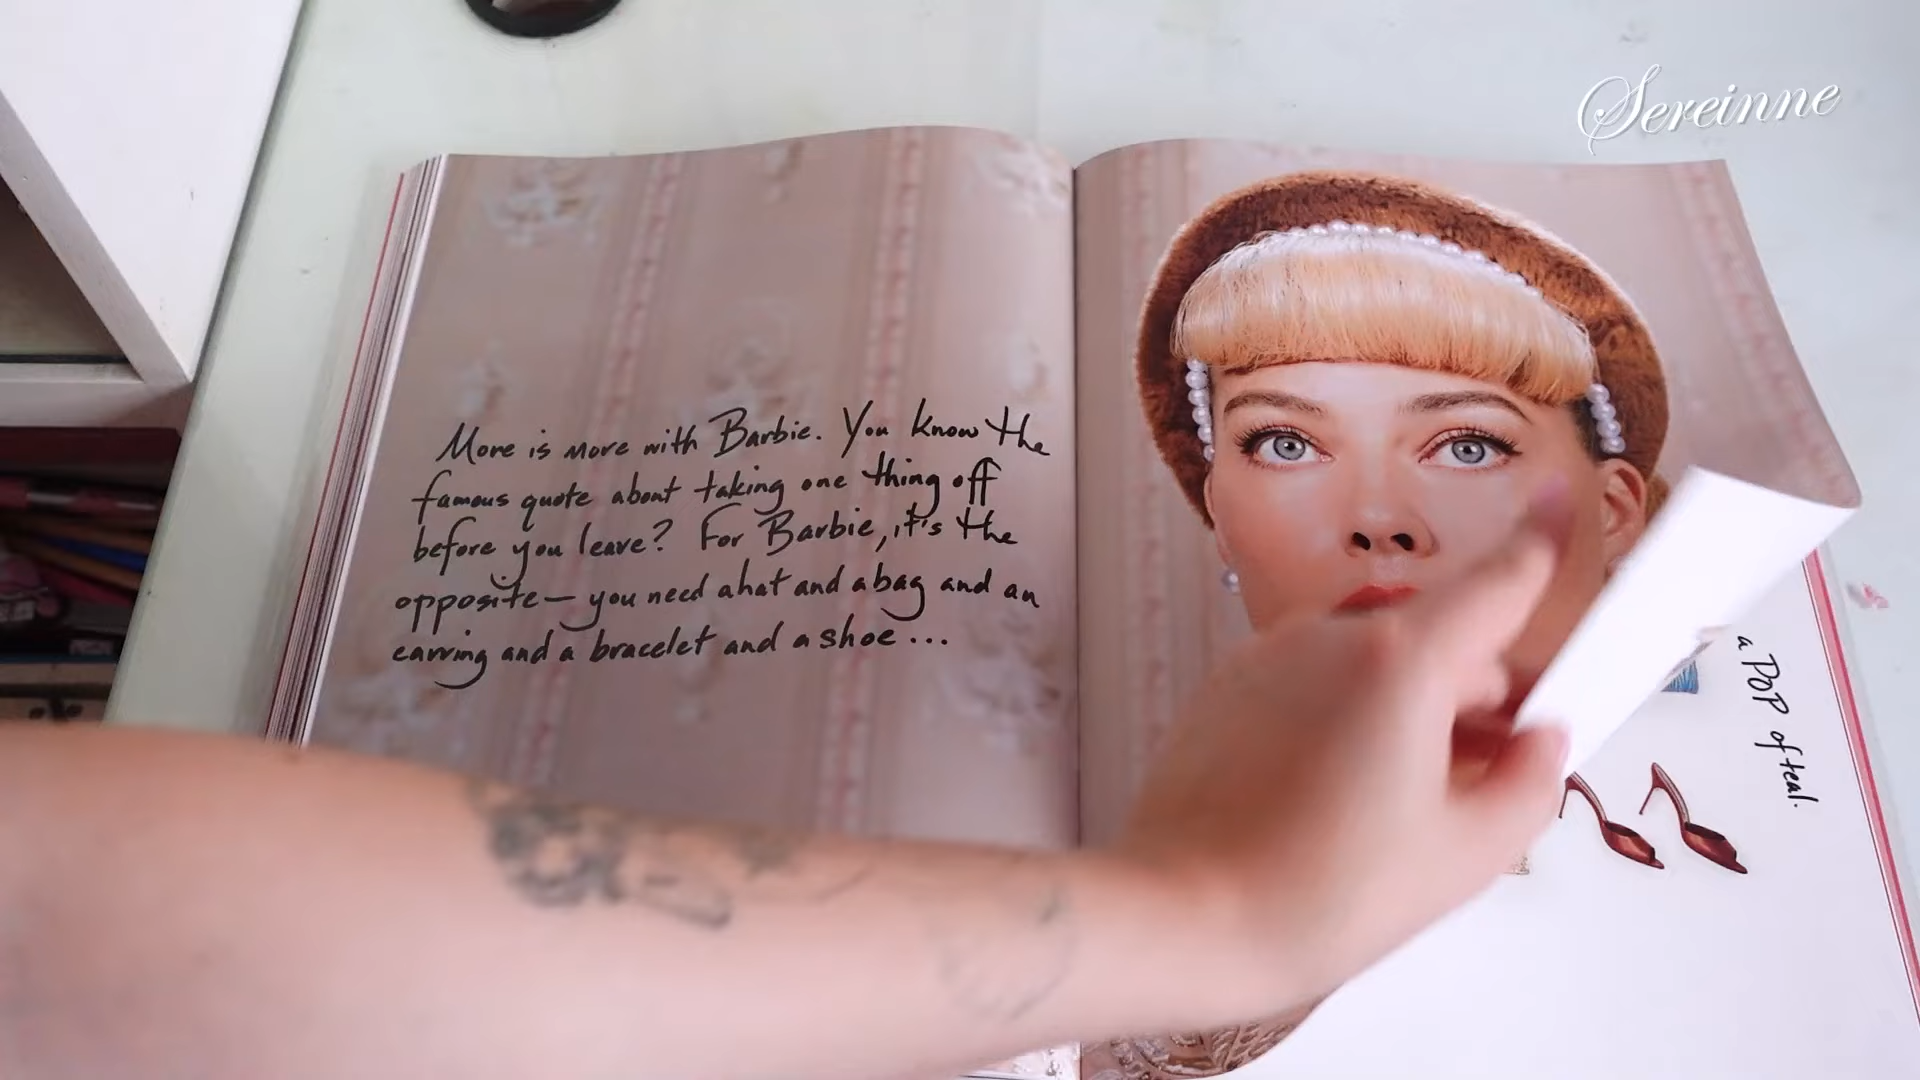 Sereinne
More is more with Barbie. You know the
famous quote about taking one thing off
before you leave? For Barbie, it's the
opposite— you need a hat and a bag and an
earring and a bracelet and a shoe...
a POP of teal.